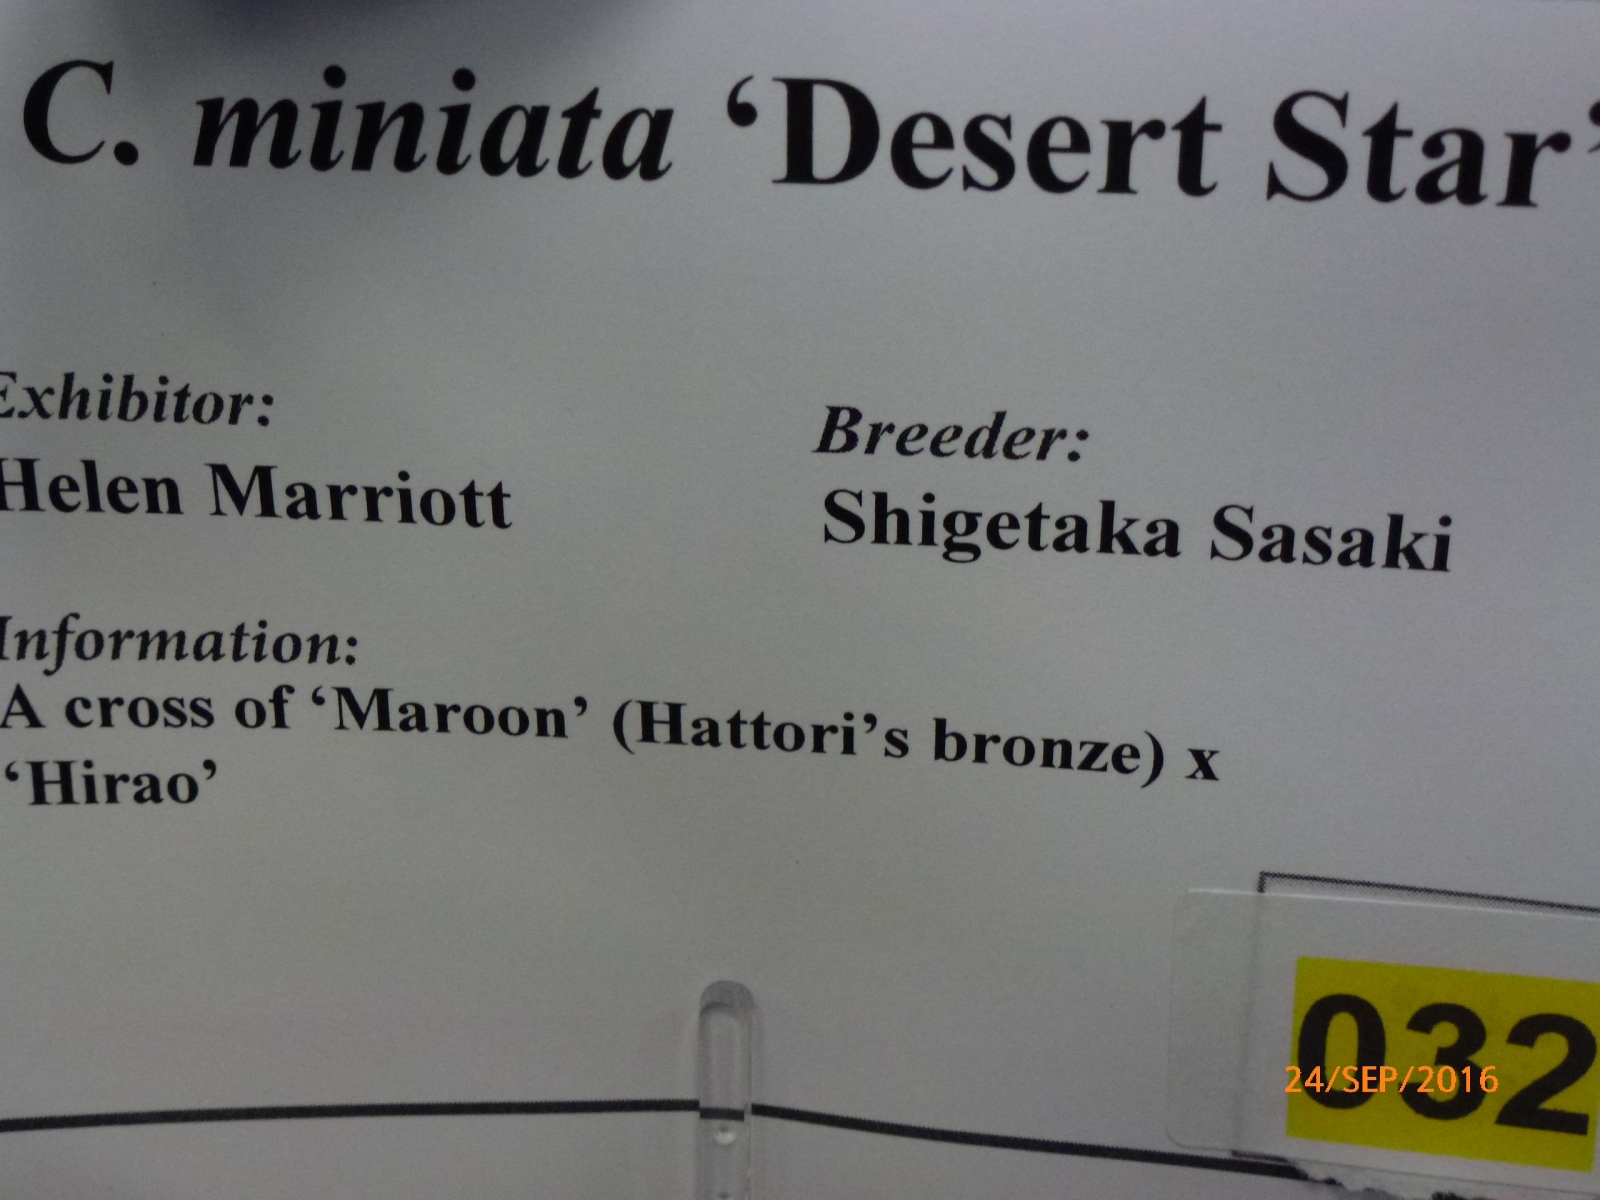 C. miniata ‘Desert Star’
Exhibitor:
Helen Marriott
Breeder:
Shigetaka Sasaki
Information:
A cross of ‘Maroon’ (Hattori’s bronze) x
‘Hirao’
032
24/SEP/2016